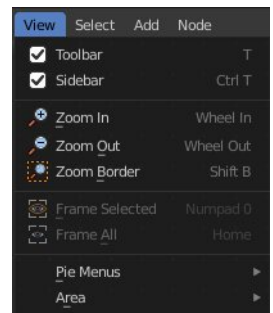 View Select Add Node
Toolbar T
Sidebar Ctrl T
Zoom In Wheel In
Zoom Out Wheel Out
Zoom Border Shift B
Frame Selected Numpad 0
Frame All Home
Pie Menus
Area